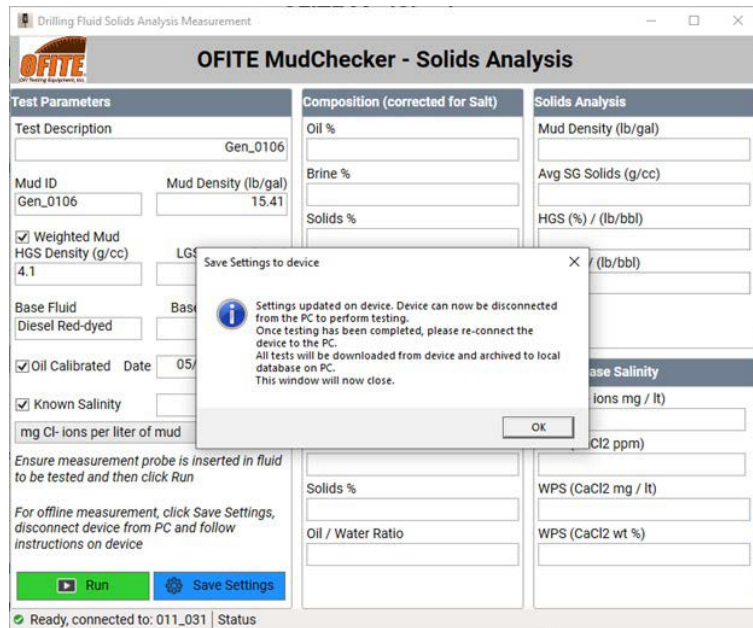 Drilling Fluid Solids Analysis Measurement
OFITE
OFITE MudChecker - Solids Analysis
Test Parameters
Test Description
Gen_0106
Mud ID
Mud Density (lb/gal)
Gen_0106
15.41
Weighted Mud
HGS Density (g/cc)
LGS
4.1
Base Fluid
Base
Diesel Red-dyed
Oil Calibrated
Date
05/
Known Salinity
mg Cl- ions per liter of mud
Ensure measurement probe is inserted in fluid
to be tested and then click Run
For offline measurement, click Save Settings,
disconnect device from PC and follow
instructions on device
Run
Save Settings
Composition (corrected for Salt)
Oil %
Brine %
Solids %
Solids %
Oil / Water Ratio
Solids Analysis
Mud Density (lb/gal)
Avg SG Solids (g/cc)
HGS (%) / (lb/bbl)
/ (lb/bbl)
ase Salinity
ions mg / lt)
Cl2 ppm)
WPS (CaCl2 mg / lt)
WPS (CaCl2 wt %)
Save Settings to device
Settings updated on device. Device can now be disconnected
from the PC to perform testing.
Once testing has been completed, please re-connect the
device to the PC.
All tests will be downloaded from device and archived to local
database on PC.
This window will now close.
OK
Ready, connected to: 011_031
Status